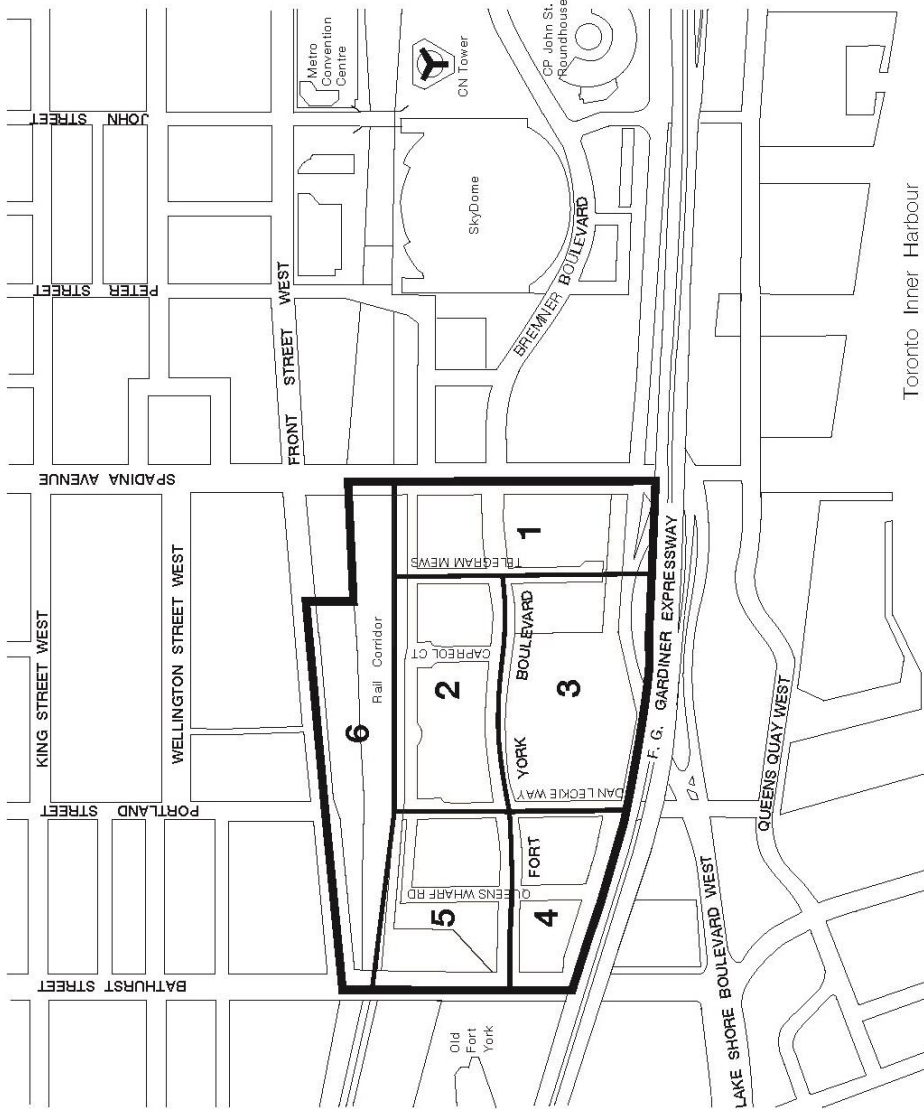 JOHN STREET
Metro
Convention
Centre
CN Tower
CP John St.
Roundhouse
PETER STREET
SkyDome
BREMNER BOULEVARD
FRONT STREET WEST
SPADINA AVENUE
KING STREET WEST
WELLINGTON STREET WEST
Rail Corridor
TELEGRAM MEWS
CAPREOL CT
FORT YORK BOULEVARD
DAN LECKIE WAY
QUEENS WHARF RD
1
2
3
4
5
6
PORTLAND STREET
BATHURST STREET
Old
Fort
York
F. G. GARDINER EXPRESSWAY
LAKE SHORE BOULEVARD WEST
QUEENS QUAY WEST
Toronto Inner Harbour